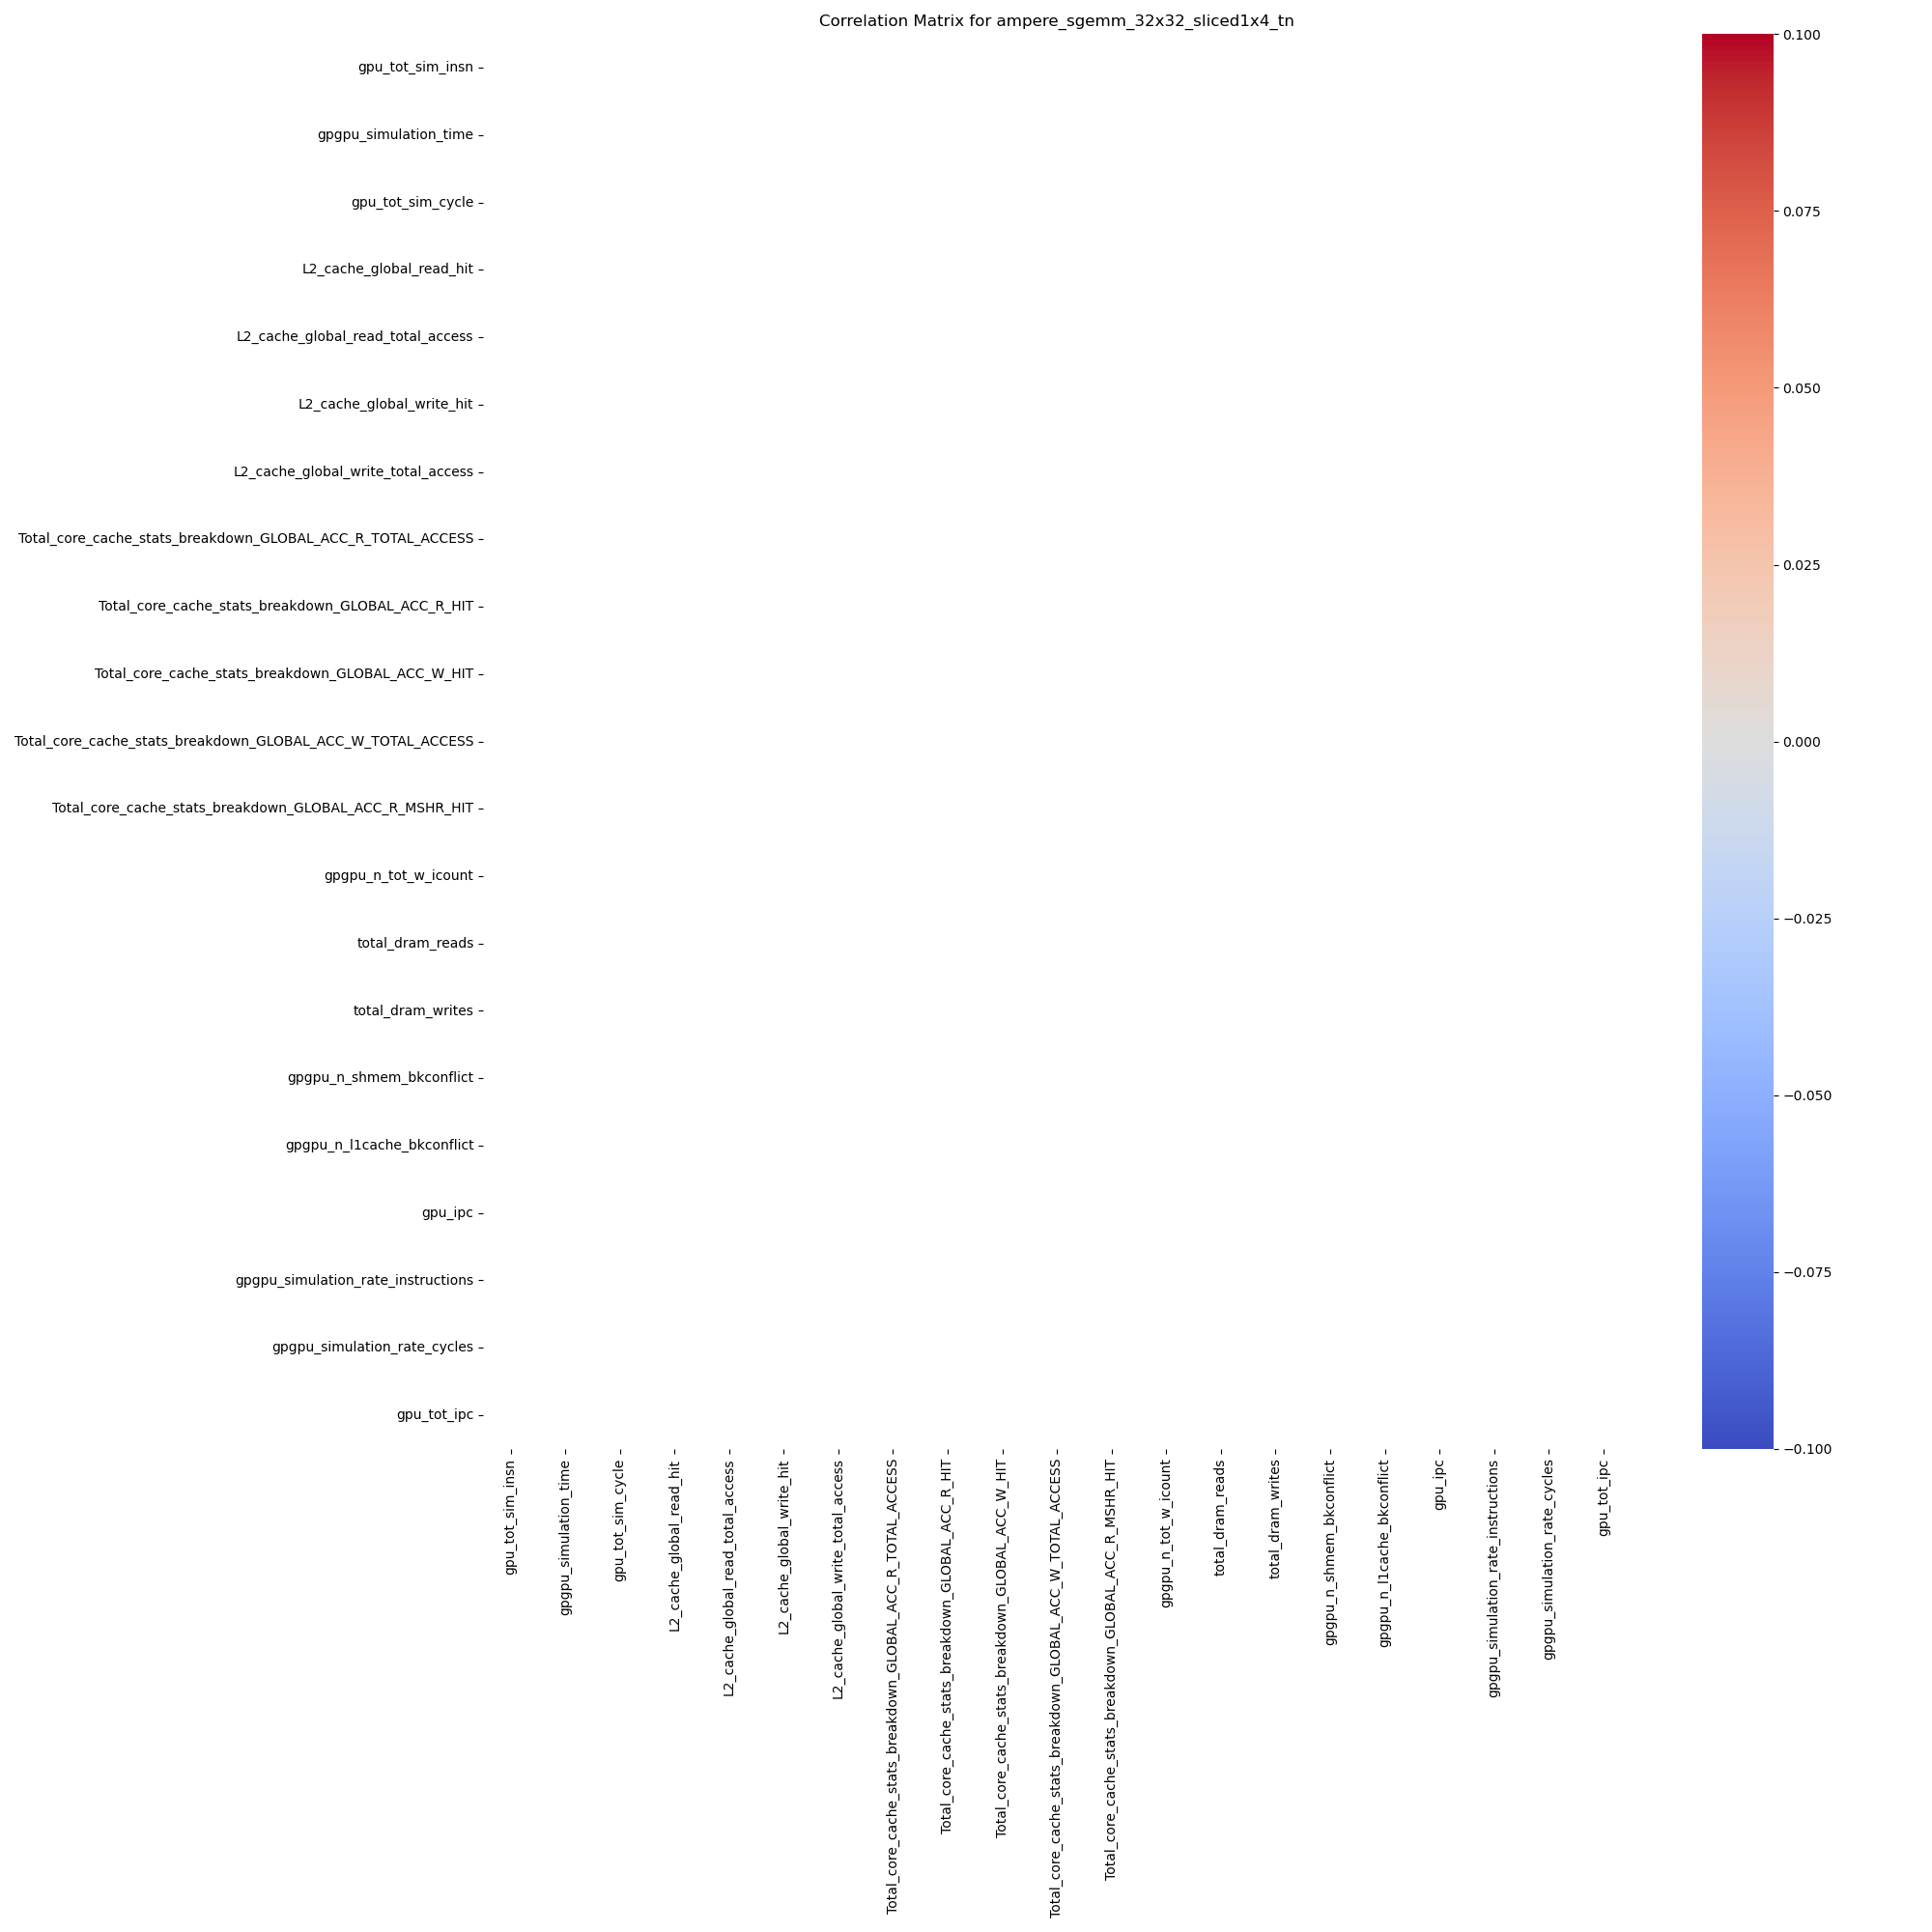 Correlation Matrix for ampere_sgemm_32x32_sliced1x4_tn
gpu_tot_sim_insn
gpgpu_simulation_time
gpu_tot_sim_cycle
L2_cache_global_read_hit
L2_cache_global_read_total_access
L2_cache_global_write_hit
L2_cache_global_write_total_access
Total_core_cache_stats_breakdown_GLOBAL_ACC_R_TOTAL_ACCESS
Total_core_cache_stats_breakdown_GLOBAL_ACC_R_HIT
Total_core_cache_stats_breakdown_GLOBAL_ACC_W_HIT
Total_core_cache_stats_breakdown_GLOBAL_ACC_W_TOTAL_ACCESS
Total_core_cache_stats_breakdown_GLOBAL_ACC_R_MSHR_HIT
gpgpu_n_tot_w_icount
total_dram_reads
total_dram_writes
gpgpu_n_shmem_bkconflict
gpgpu_n_l1cache_bkconflict
gpu_ipc
gpgpu_simulation_rate_instructions
gpgpu_simulation_rate_cycles
gpu_tot_ipc
gpu_tot_sim_insn
gpgpu_simulation_time
gpu_tot_sim_cycle
L2_cache_global_read_hit
L2_cache_global_read_total_access
L2_cache_global_write_hit
L2_cache_global_write_total_access
Total_core_cache_stats_breakdown_GLOBAL_ACC_R_TOTAL_ACCESS
Total_core_cache_stats_breakdown_GLOBAL_ACC_R_HIT
Total_core_cache_stats_breakdown_GLOBAL_ACC_W_HIT
Total_core_cache_stats_breakdown_GLOBAL_ACC_W_TOTAL_ACCESS
Total_core_cache_stats_breakdown_GLOBAL_ACC_R_MSHR_HIT
gpgpu_n_tot_w_icount
total_dram_reads
total_dram_writes
gpgpu_n_shmem_bkconflict
gpgpu_n_l1cache_bkconflict
gpu_ipc
gpgpu_simulation_rate_instructions
gpgpu_simulation_rate_cycles
gpu_tot_ipc
0.100
0.075
0.050
0.025
0.000
−0.025
−0.050
−0.075
−0.100